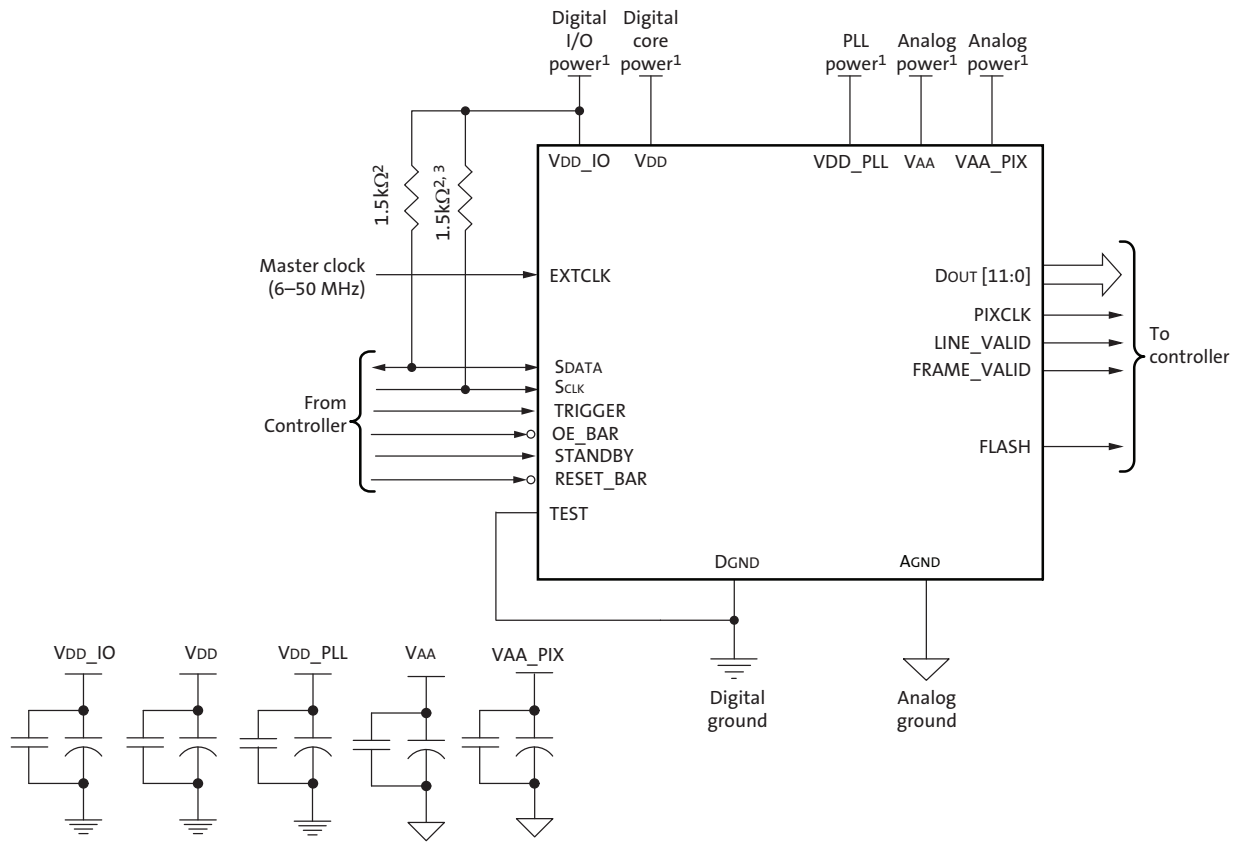 Digital
I/O
power1
Digital
core
power1
PLL
power1
Analog
power1
Analog
power1
VDD_IO
VDD
VDD_PLL
VAA
VAA_PIX
1.5kΩ2
1.5kΩ2, 3
Master clock
(6–50 MHz)
EXTCLK
DOUT [11:0]
PIXCLK
LINE_VALID
FRAME_VALID
FLASH
To
controller
From
Controller
SDATA
SCLK
TRIGGER
OE_BAR
STANDBY
RESET_BAR
TEST
DGND
AGND
Digital
ground
Analog
ground
VDD_IO
VDD
VDD_PLL
VAA
VAA_PIX